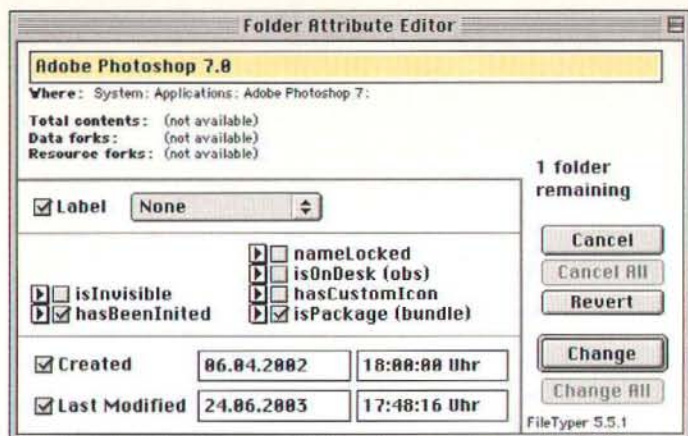 Folder Attribute Editor
Adobe Photoshop 7.0
Where: System: Applications: Adobe Photoshop 7:
Total contents: (not available)
Data forks: (not available)
Resource forks: (not available)
1 folder
remaining
Label None
nameLocked
isOnDesk (obs)
isInvisible
hasCustomIcon
hasBeenInited
isPackage (bundle)
Cancel
Cancel All
Revert
Created 06.04.2002 18:00:00 Uhr
Last Modified 24.06.2003 17:48:16 Uhr
Change
Change All
FileTyper 5.5.1